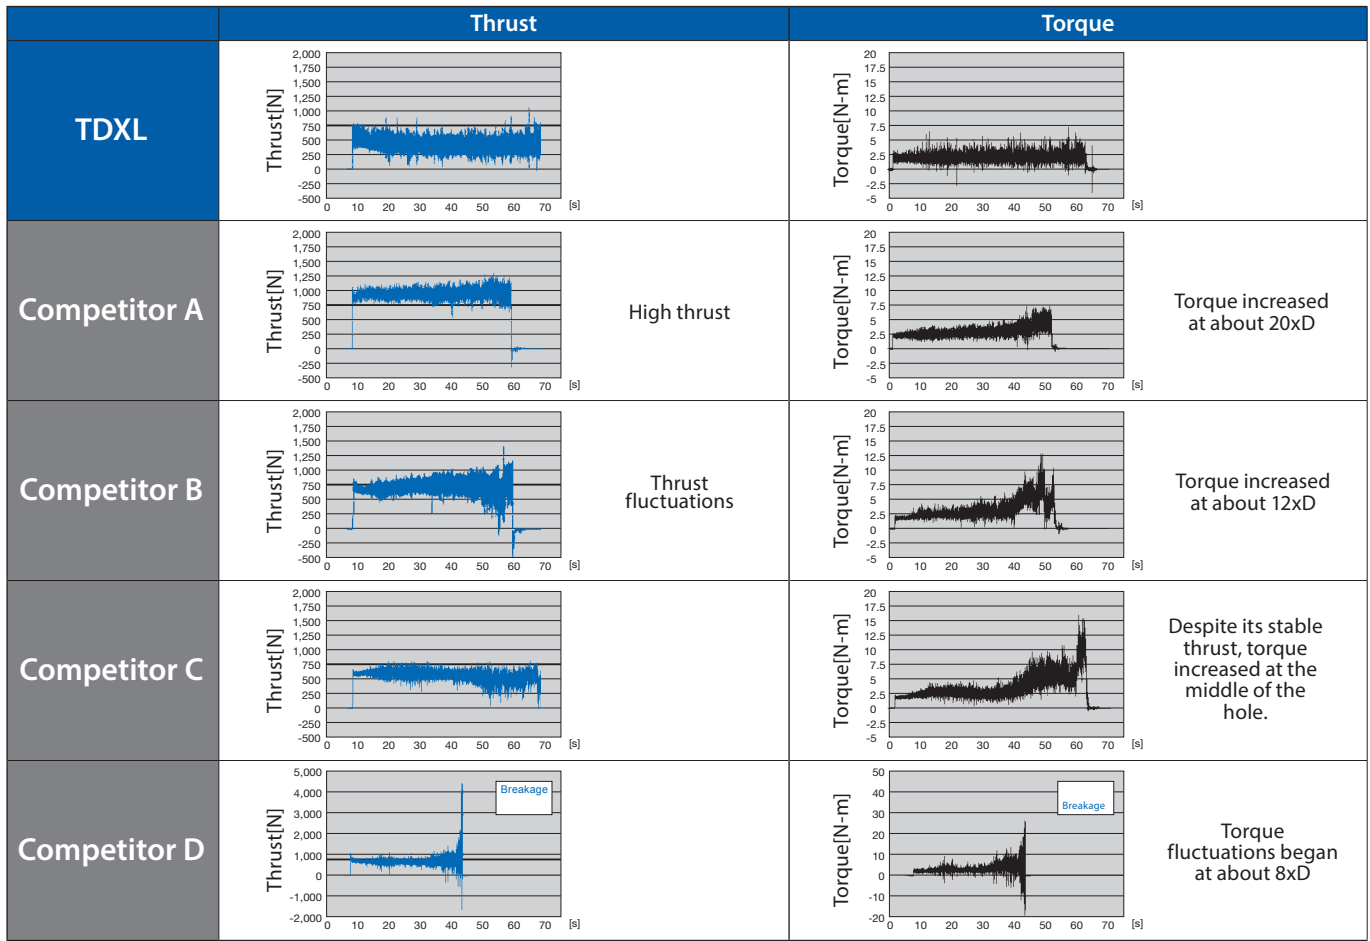 Thrust
Torque
TDXL
Thrust[N]
2,000
1,750
1,500
1,250
1,000
750
500
250
0
-250
-500
0 10 20 30 40 50 60 70 [s]
Torque[N-m]
20
17.5
15
12.5
10
7.5
5
2.5
0
-2.5
-5
0 10 20 30 40 50 60 70 [s]
Competitor A
Thrust[N]
2,000
1,750
1,500
1,250
1,000
750
500
250
0
-250
-500
0 10 20 30 40 50 60 70 [s]
High thrust
Torque[N-m]
20
17.5
15
12.5
10
7.5
5
2.5
0
-2.5
-5
0 10 20 30 40 50 60 70 [s]
Torque increased
at about 20xD
Competitor B
Thrust[N]
2,000
1,750
1,500
1,250
1,000
750
500
250
0
-250
-500
0 10 20 30 40 50 60 70 [s]
Thrust
fluctuations
Torque[N-m]
20
17.5
15
12.5
10
7.5
5
2.5
0
-2.5
-5
0 10 20 30 40 50 60 70 [s]
Torque increased
at about 12xD
Competitor C
Thrust[N]
2,000
1,750
1,500
1,250
1,000
750
500
250
0
-250
-500
0 10 20 30 40 50 60 70 [s]
Torque[N-m]
20
17.5
15
12.5
10
7.5
5
2.5
0
-2.5
-5
0 10 20 30 40 50 60 70 [s]
Despite its stable
thrust, torque
increased at the
middle of the
hole.
Competitor D
Thrust[N]
5,000
4,000
3,000
2,000
1,000
0
-1,000
-2,000
0 10 20 30 40 50 60 70 [s]
Breakage
Torque[N-m]
50
40
30
20
10
0
-10
-20
0 10 20 30 40 50 60 70 [s]
Breakage
Torque
fluctuations began
at about 8xD